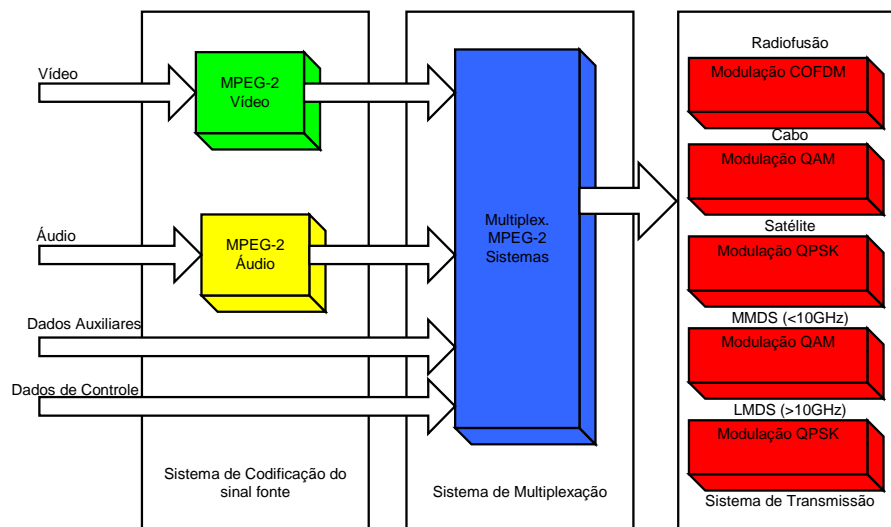 Vídeo
MPEG-2
Vídeo
Áudio
MPEG-2
Áudio
Dados Auxiliares
Dados de Controle
Sistema de Codificação do
sinal fonte
Multiplex.
MPEG-2
Sistemas
Sistema de Multiplexação
Radiofusão
Modulação COFDM
Cabo
Modulação QAM
Satélite
Modulação QPSK
MMDS (<10GHz)
Modulação QAM
LMDS (>10GHz)
Modulação QPSK
Sistema de Transmissão